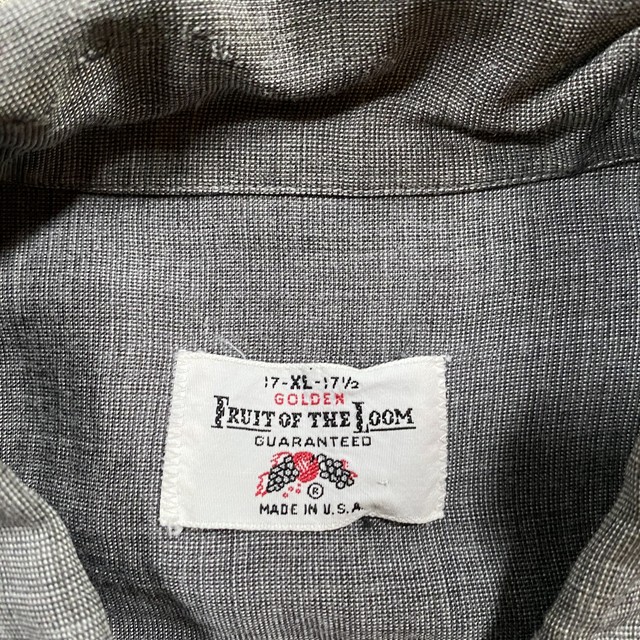 17-XL-17½
GOLDEN
FRUIT OF THE LOOM
GUARANTEED
®
MADE IN U.S.A